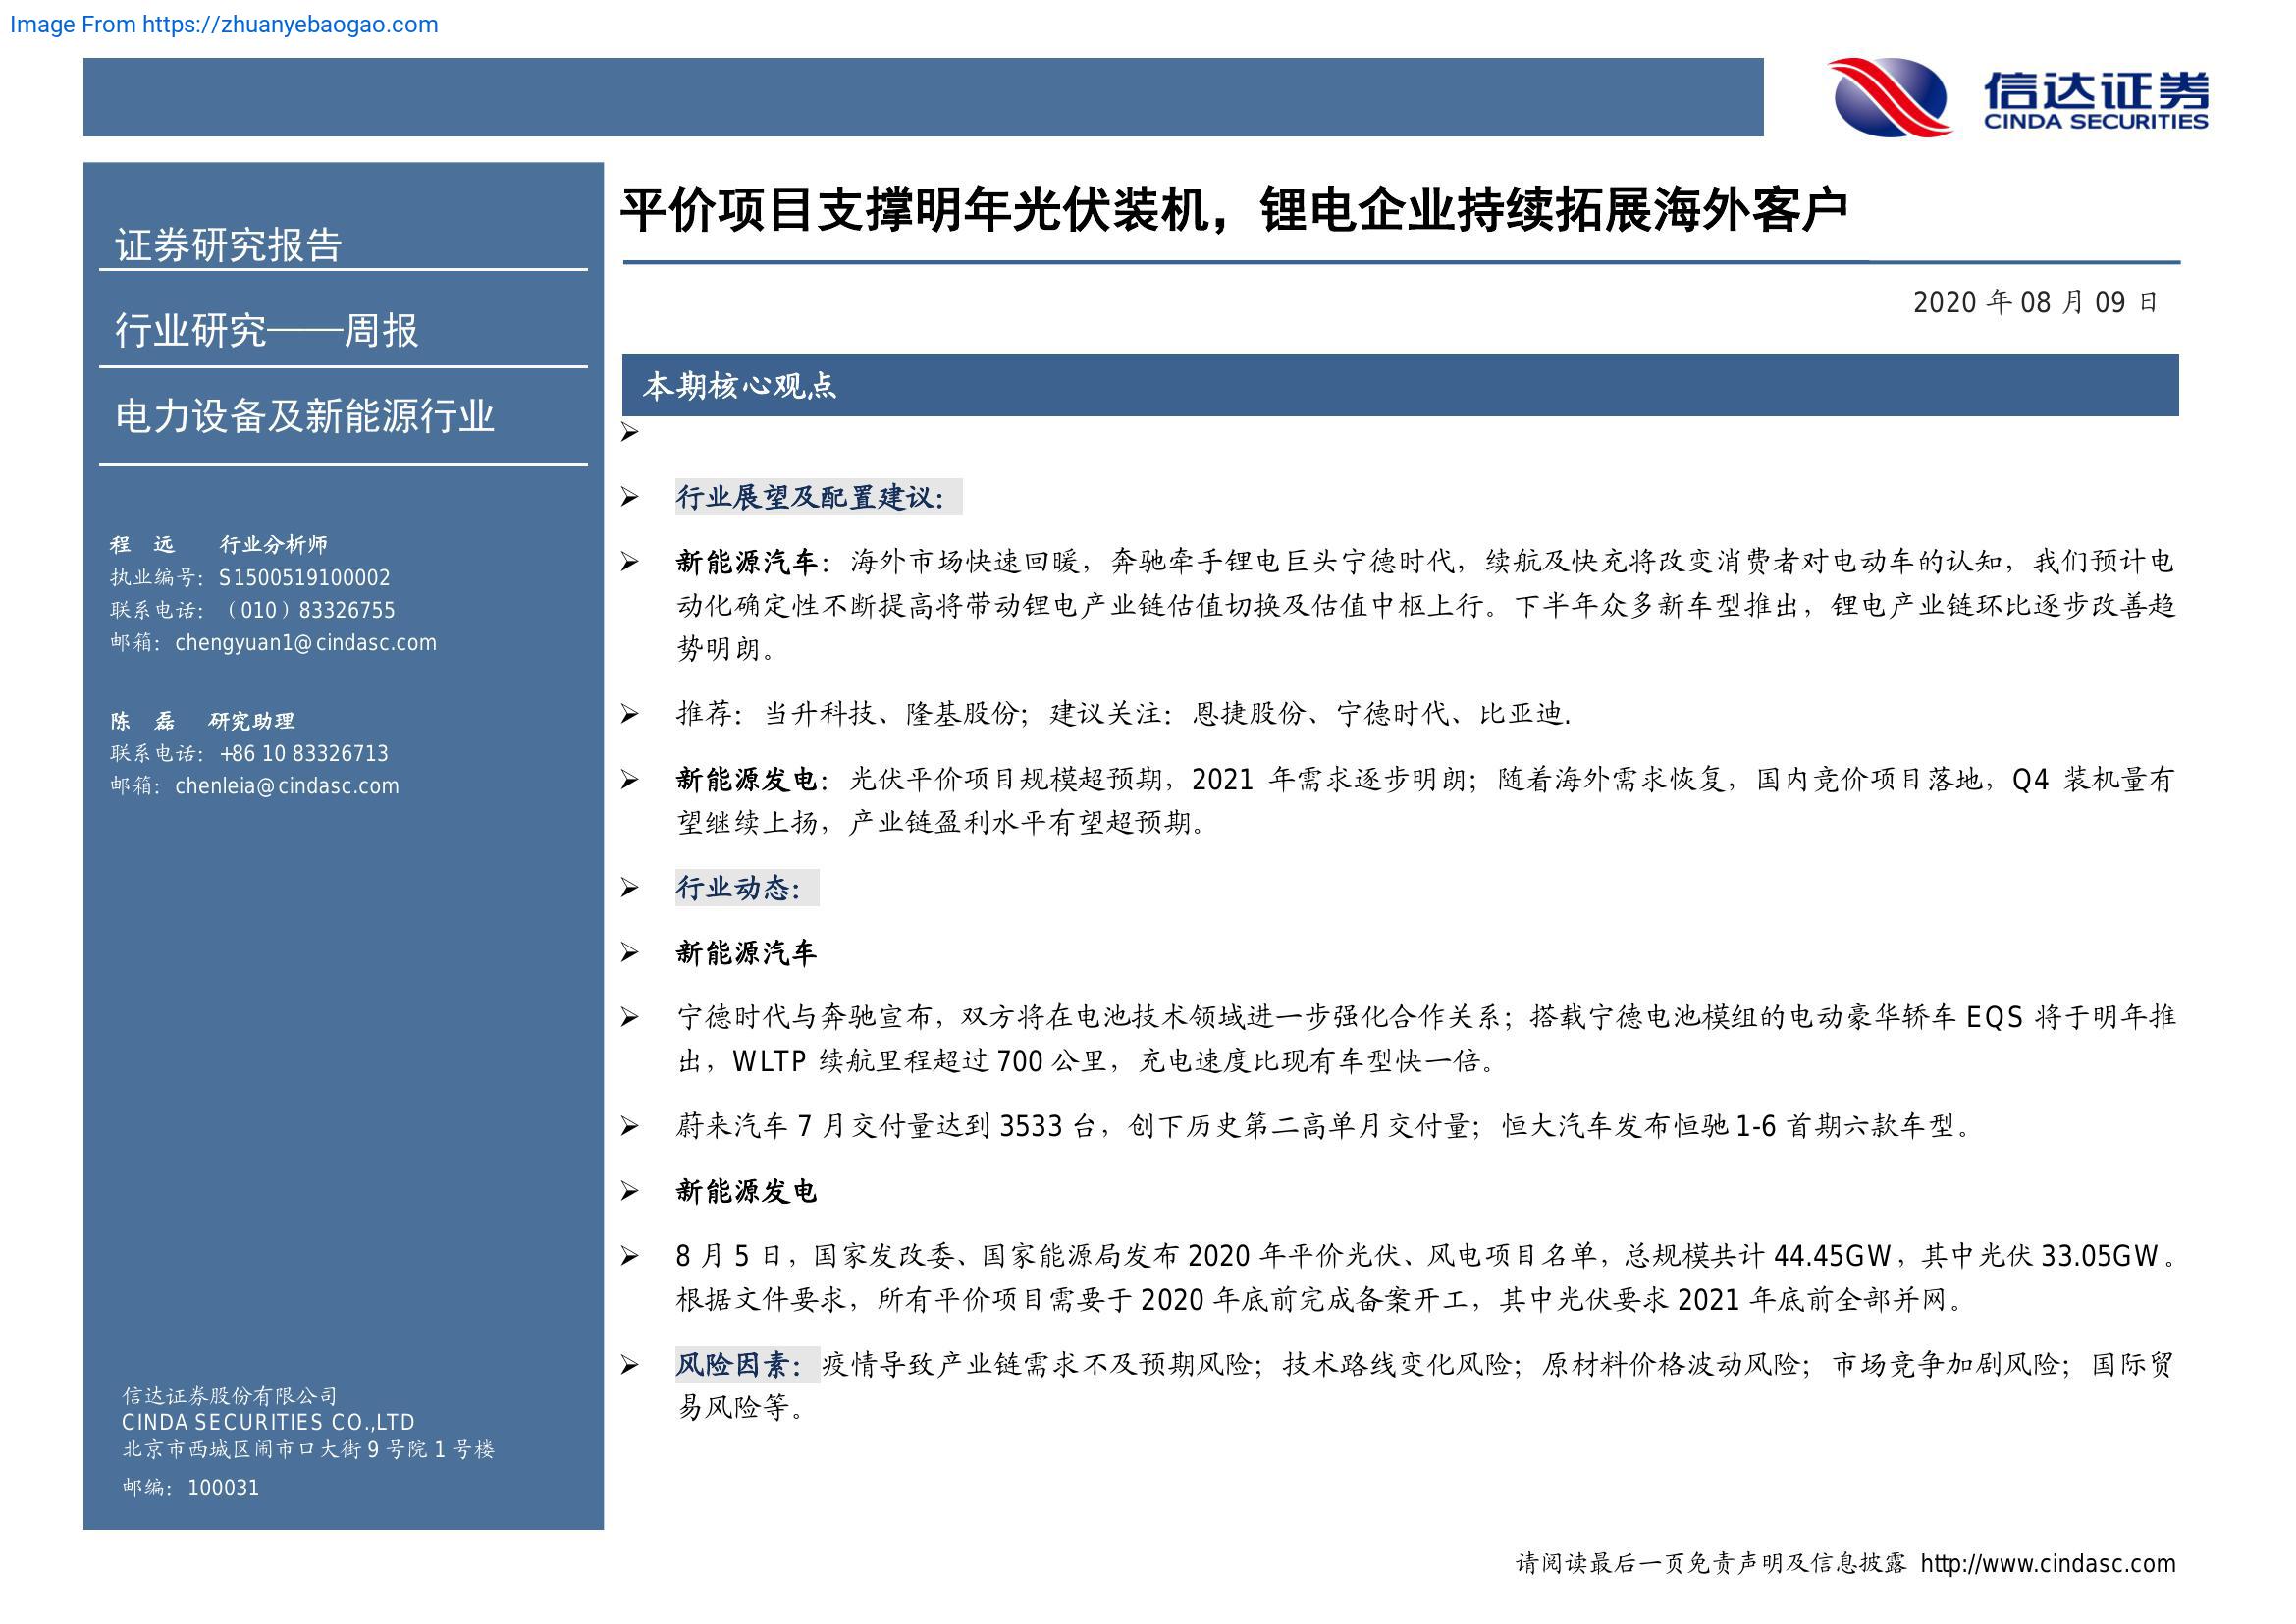 Image From https://zhuanyebaogao.com
信达证券
CINDA SECURITIES
证券研究报告
行业研究——周报
电力设备及新能源行业
程 远 行业分析师
执业编号：S1500519100002
联系电话：（010）83326755
邮箱：chengyuan1@cindasc.com
陈 磊 研究助理
联系电话：+86 10 83326713
邮箱：chenleia@cindasc.com
信达证券股份有限公司
CINDA SECURITIES CO.,LTD
北京市西城区闹市口大街 9 号院 1 号楼
邮编：100031
平价项目支撑明年光伏装机，锂电企业持续拓展海外客户
2020 年 08 月 09 日
本期核心观点
➢
➢ 行业展望及配置建议：
➢ 新能源汽车：海外市场快速回暖，奔驰牵手锂电巨头宁德时代，续航及快充将改变消费者对电动车的认知，我们预计电
动化确定性不断提高将带动锂电产业链估值切换及估值中枢上行。下半年众多新车型推出，锂电产业链环比逐步改善趋
势明朗。
➢ 推荐：当升科技、隆基股份；建议关注：恩捷股份、宁德时代、比亚迪.
➢ 新能源发电：光伏平价项目规模超预期，2021 年需求逐步明朗；随着海外需求恢复，国内竞价项目落地，Q4 装机量有
望继续上扬，产业链盈利水平有望超预期。
➢ 行业动态：
➢ 新能源汽车
➢ 宁德时代与奔驰宣布，双方将在电池技术领域进一步强化合作关系；搭载宁德电池模组的电动豪华轿车 EQS 将于明年推
出，WLTP 续航里程超过 700 公里，充电速度比现有车型快一倍。
➢ 蔚来汽车 7 月交付量达到 3533 台，创下历史第二高单月交付量；恒大汽车发布恒驰 1-6 首期六款车型。
➢ 新能源发电
➢ 8 月 5 日，国家发改委、国家能源局发布 2020 年平价光伏、风电项目名单，总规模共计 44.45GW，其中光伏 33.05GW。
根据文件要求，所有平价项目需要于 2020 年底前完成备案开工，其中光伏要求 2021 年底前全部并网。
➢ 风险因素：疫情导致产业链需求不及预期风险；技术路线变化风险；原材料价格波动风险；市场竞争加剧风险；国际贸
易风险等。
请阅读最后一页免责声明及信息披露 http://www.cindasc.com